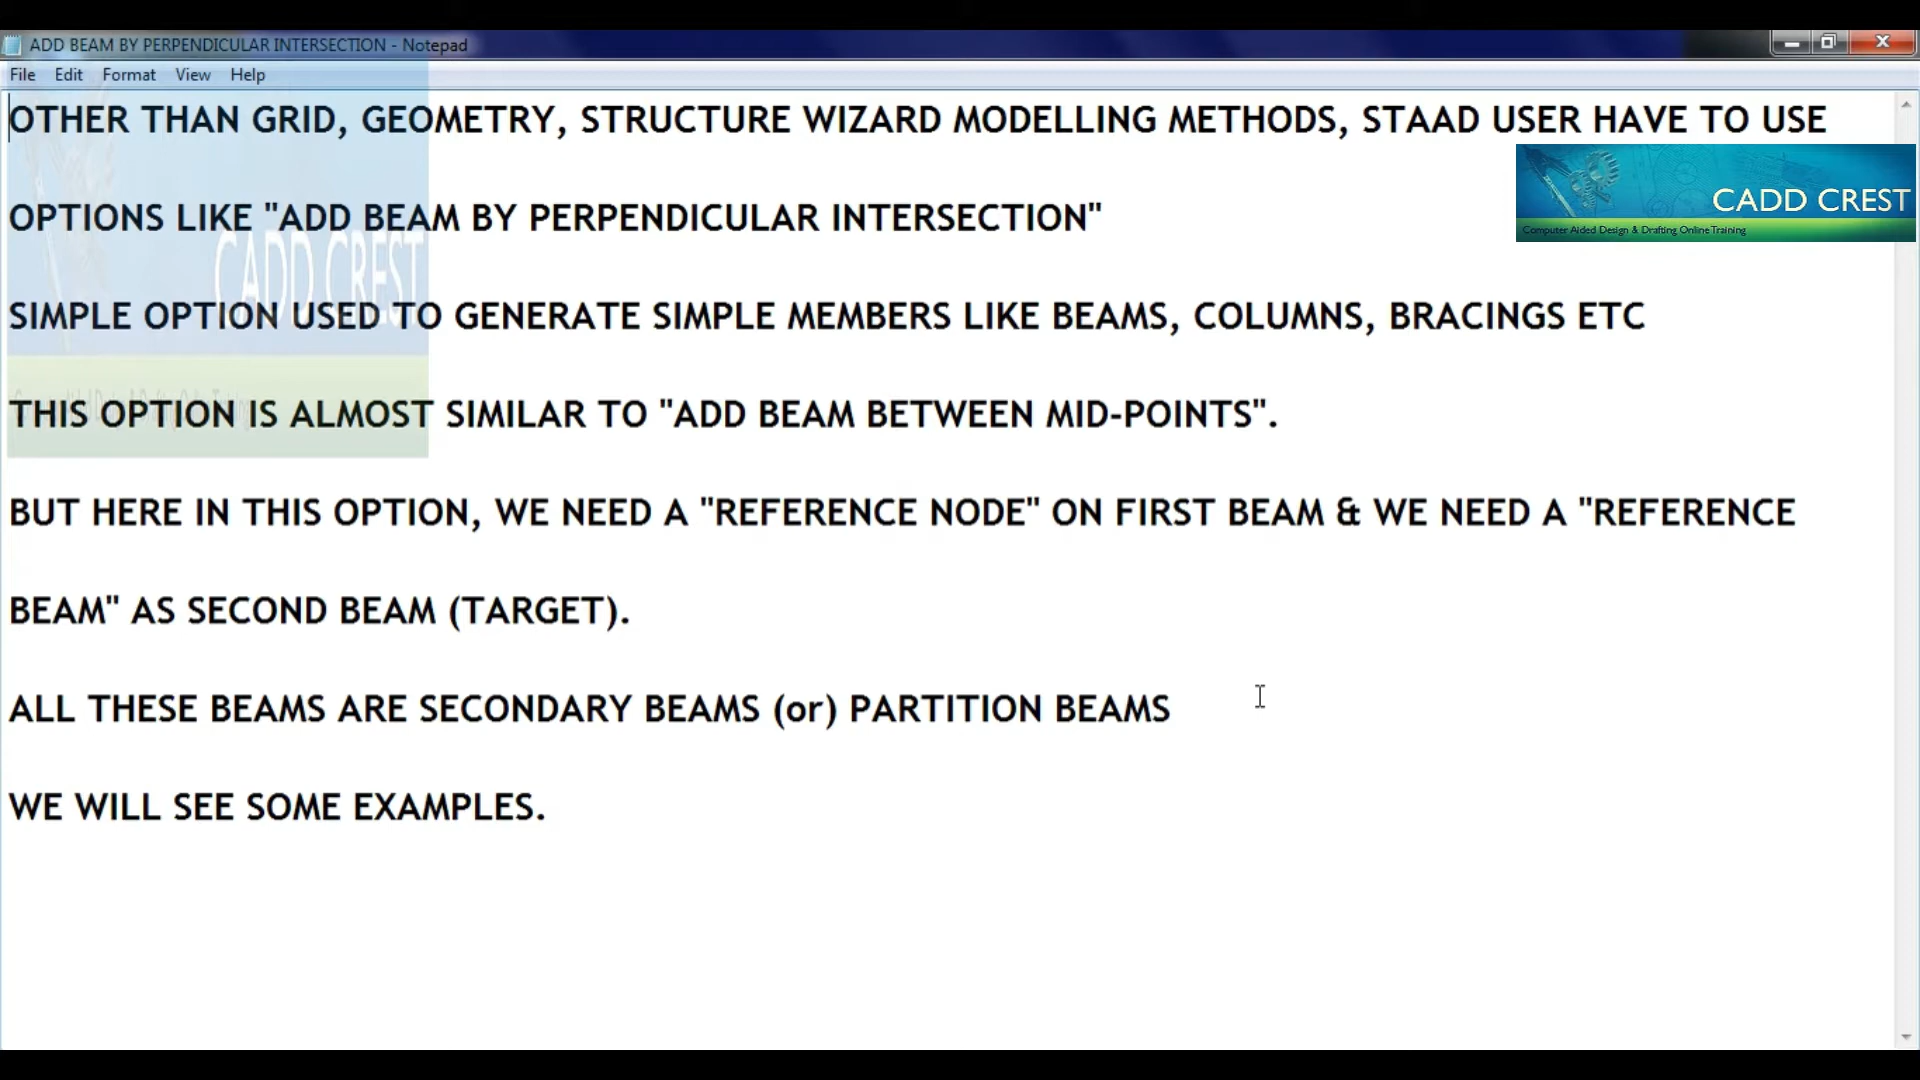 ADD BEAM BY PERPENDICULAR INTERSECTION - Notepad
File Edit Format View Help
OTHER THAN GRID, GEOMETRY, STRUCTURE WIZARD MODELLING METHODS, STAAD USER HAVE TO USE
CADD CREST
Computer Aided Design & Drafting Online Training
OPTIONS LIKE "ADD BEAM BY PERPENDICULAR INTERSECTION"
CADD CREST
SIMPLE OPTION USED TO GENERATE SIMPLE MEMBERS LIKE BEAMS, COLUMNS, BRACINGS ETC
THIS OPTION IS ALMOST SIMILAR TO "ADD BEAM BETWEEN MID-POINTS".
BUT HERE IN THIS OPTION, WE NEED A "REFERENCE NODE" ON FIRST BEAM & WE NEED A "REFERENCE
BEAM" AS SECOND BEAM (TARGET).
ALL THESE BEAMS ARE SECONDARY BEAMS (or) PARTITION BEAMS
WE WILL SEE SOME EXAMPLES.